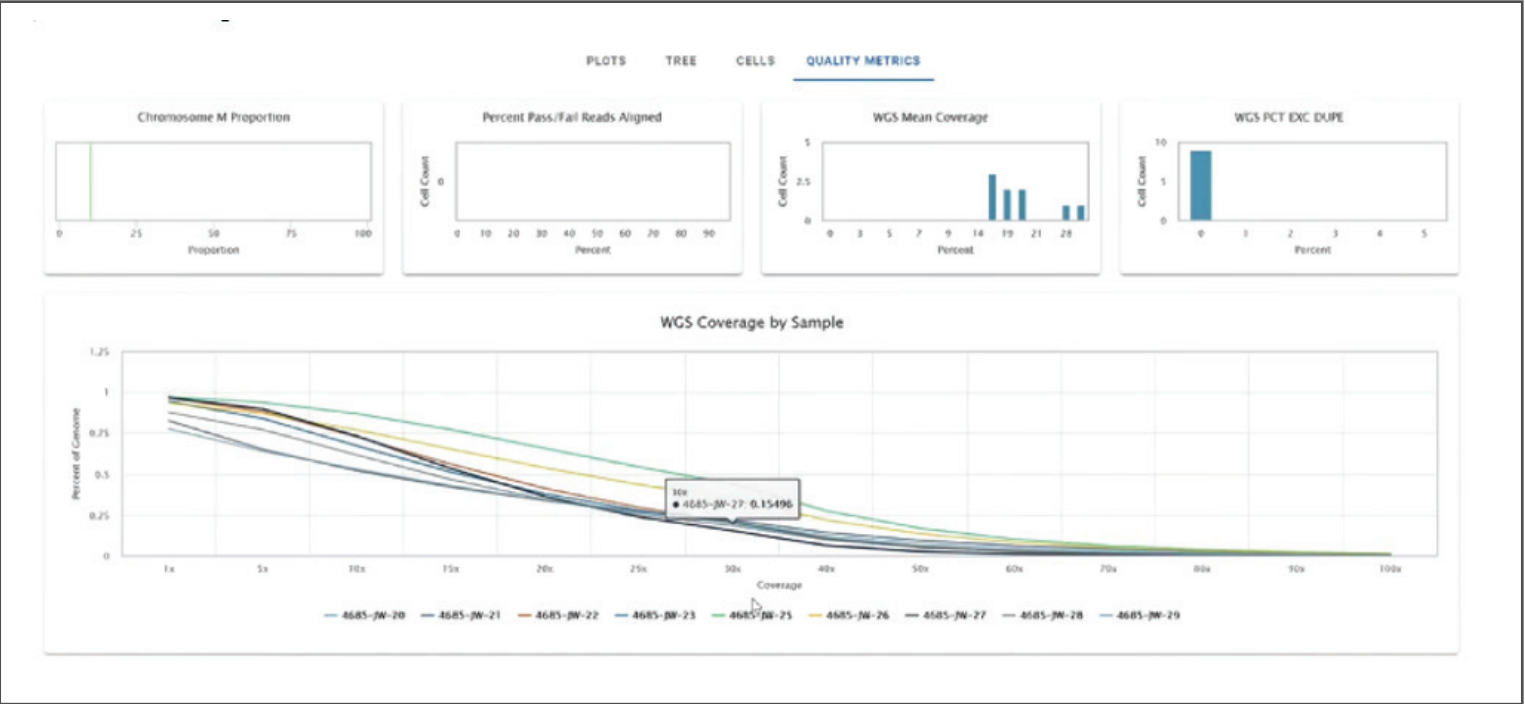 PLOTS TREE CELLS QUALITY METRICS
Chromosome M Proportion
0 25 50 75 100
Proportion
Percent Pass/Fail Reads Aligned
Cell Count
0
0 10 20 30 40 50 60 70 80 90
Percent
WGS Mean Coverage
Cell Count
5
2.5
0
0 3 5 7 9 14 19 21 28
Percent
WGS PCT EXC DUPE
Cell Count
10
5
0
0 1 2 3 4 5
Percent
WGS Coverage by Sample
Percent of Genome
1.25
1
0.75
0.5
0.25
0
30x
4685-JW-27: 0.15496
1x 5x 10x 15x 20x 25x 30x 40x 50x 60x 70x 80x 90x 100x
Coverage
4685-JW-20 4685-JW-21 4685-JW-22 4685-JW-23 4685-JW-25 4685-JW-26 4685-JW-27 4685-JW-28 4685-JW-29